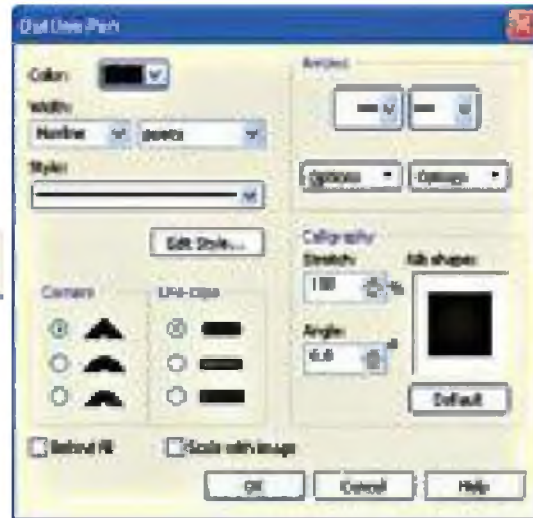 Outline Pen
Color:
Width:
Hairline
Style:
Edit Style...
Corners
Line caps
Behind fill
Scale with image
Arrows
Options
Options
Calligraphy
Stretch:
100
%
Angle:
0.0
Nib shape:
Default
OK
Cancel
Help